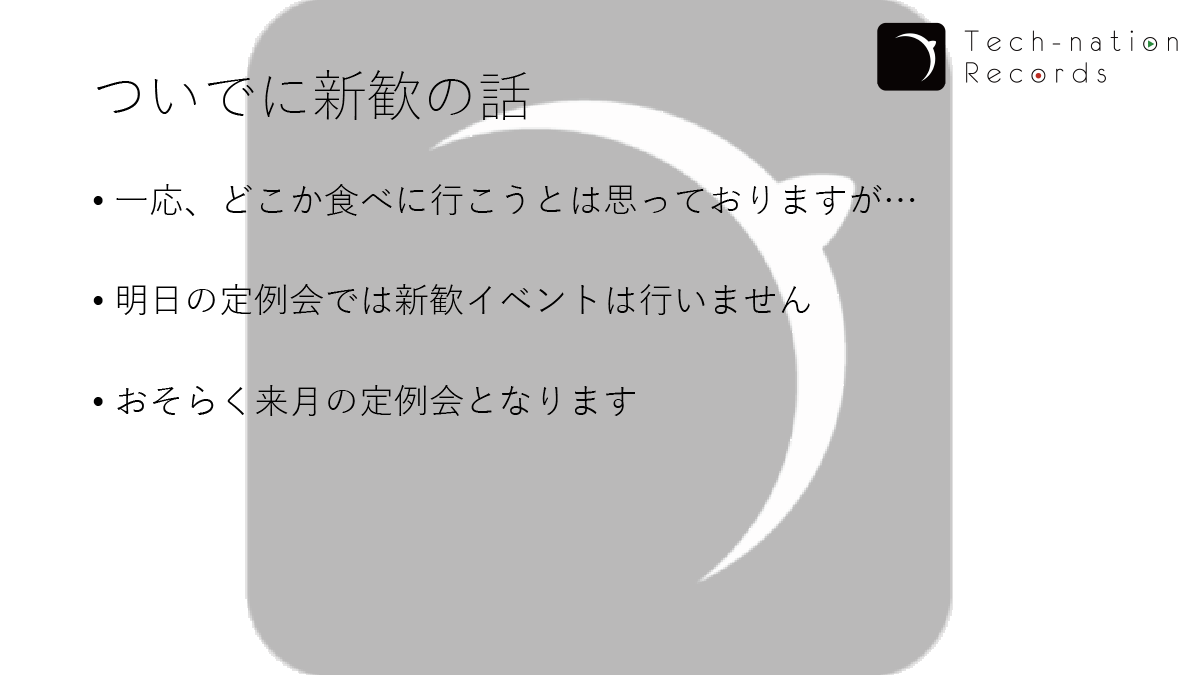 Tech-nation
Records
ついでに新歓の話
• 一応、どこか食べに行こうとは思っておりますが…
• 明日の定例会では新歓イベントは行いません
• おそらく来月の定例会となります